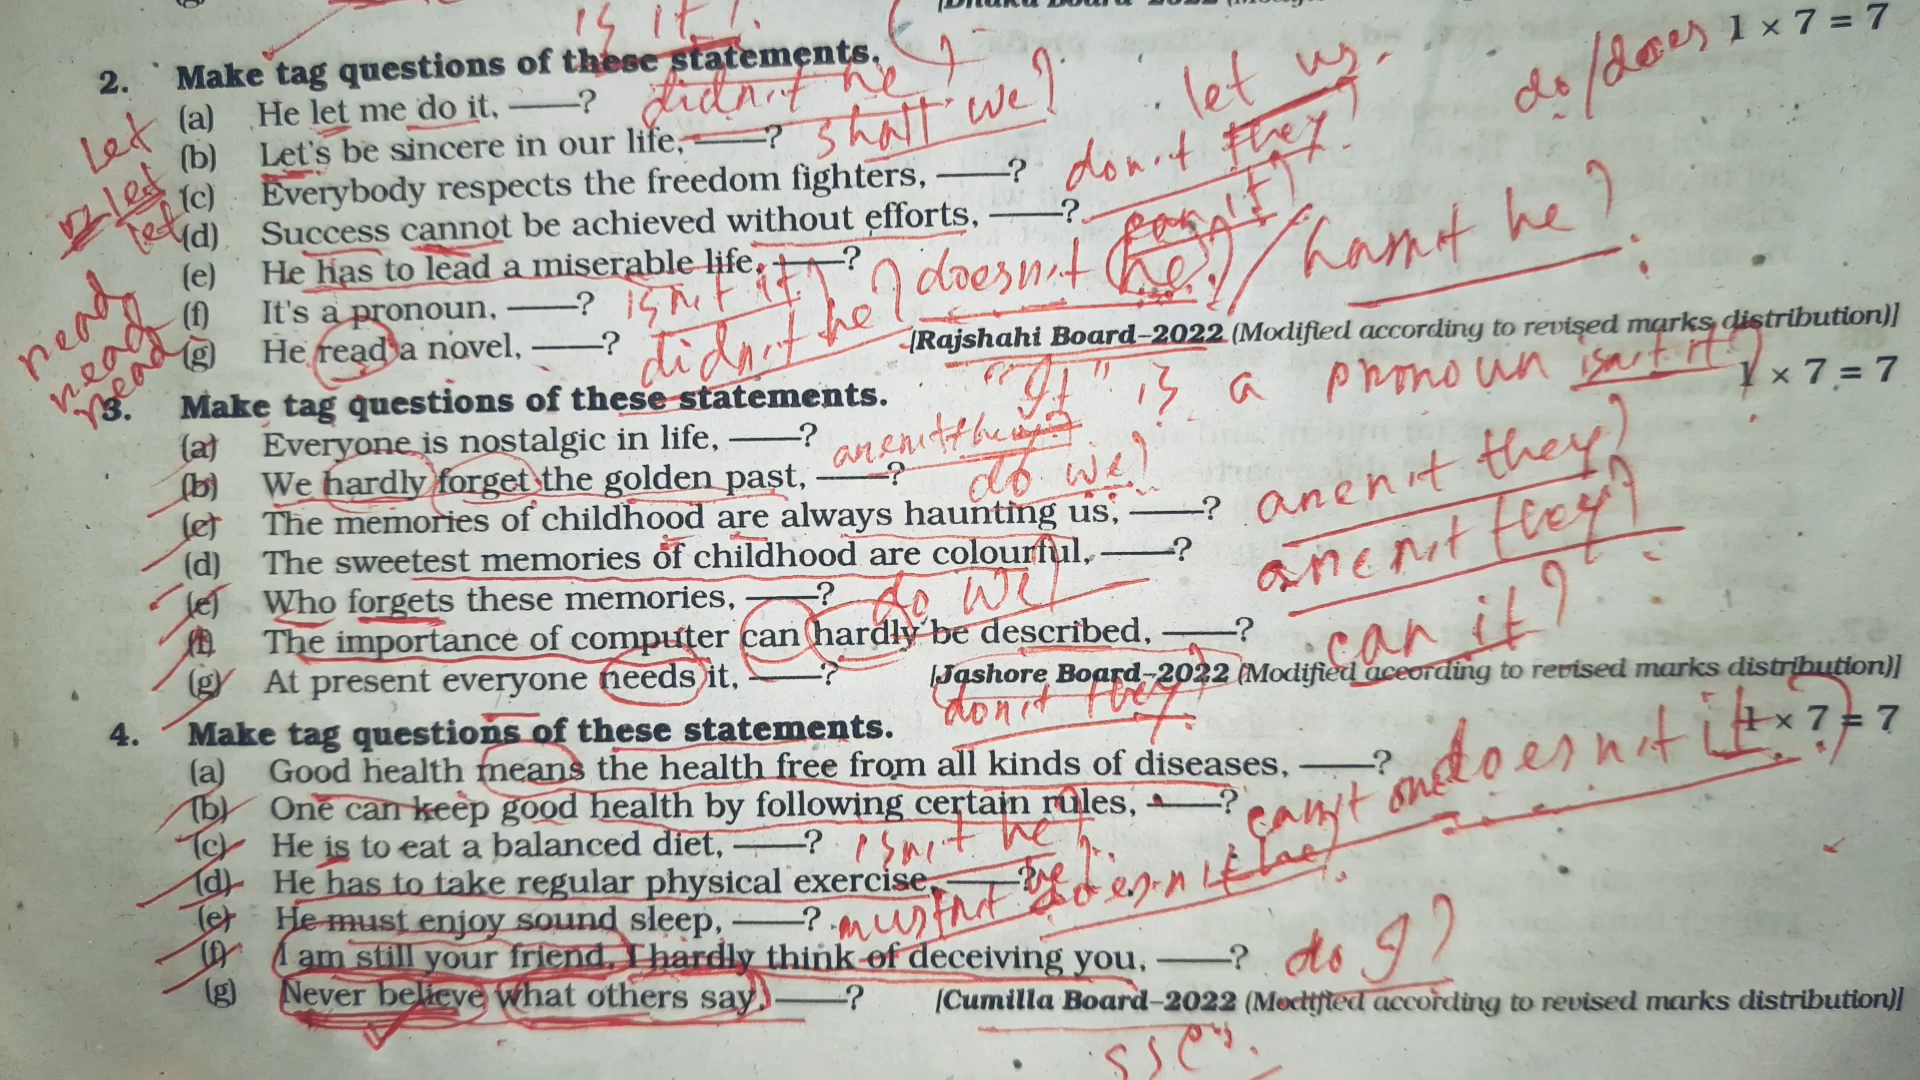 is it?
2. Make tag questions of these statements. 1 × 7 = 7
(a) He let me do it, ——? didn't he?
let us. do/does
(b) Let's be sincere in our life, ——? shall we?
Let
(c) Everybody respects the freedom fighters, ——? don't they?
let
(d) Success cannot be achieved without efforts, ——? can it?
let
(e) He has to lead a miserable life, ——? doesn't he? / hasn't he?
(f) It's a pronoun, ——? isn't it?
(g) He read a novel, ——? didn't he?
read
read
read
[Rajshahi Board–2022 (Modified according to revised marks distribution)]
"It" is a pronoun isn't it?
3. Make tag questions of these statements. 1 × 7 = 7
(a) Everyone is nostalgic in life, ——? aren't they?
(b) We hardly forget the golden past, ——? do we?
(c) The memories of childhood are always haunting us, ——? aren't they?
(d) The sweetest memories of childhood are colourful, ——? aren't they?
(e) Who forgets these memories, ——? do we?
(f) The importance of computer can hardly be described, ——? can it?
(g) At present everyone needs it, ——? don't they?
[Jashore Board–2022 (Modified according to revised marks distribution)]
4. Make tag questions of these statements. 1 × 7 = 7
(a) Good health means the health free from all kinds of diseases, ——? doesn't it?
(b) One can keep good health by following certain rules, ——? can't one
(c) He is to eat a balanced diet, ——? isn't he?
(d) He has to take regular physical exercise, ——? doesn't he?
(e) He must enjoy sound sleep, ——? mustn't he?
(f) I am still your friend, I hardly think of deceiving you, ——? do I?
(g) Never believe what others say, ——?
[Cumilla Board–2022 (Modified according to revised marks distribution)]